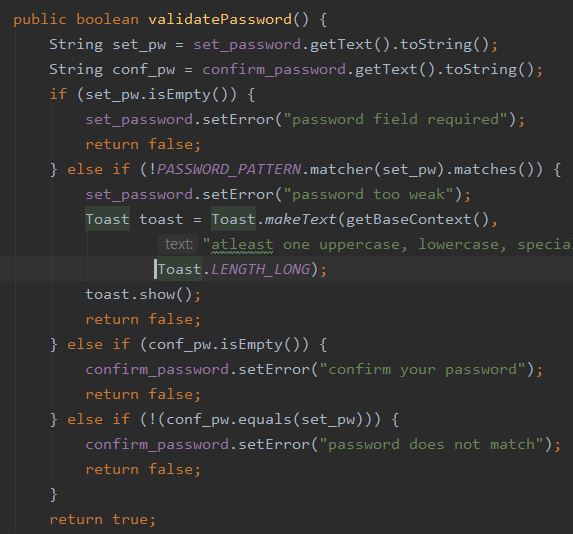 public boolean validatePassword() {
    String set_pw = set_password.getText().toString();
    String conf_pw = confirm_password.getText().toString();
    if (set_pw.isEmpty()) {
        set_password.setError("password field required");
        return false;
    } else if (!PASSWORD_PATTERN.matcher(set_pw).matches()) {
        set_password.setError("password too weak");
        Toast toast = Toast.makeText(getBaseContext(),
                text: "atleast one uppercase, lowercase, specia
                Toast.LENGTH_LONG);
        toast.show();
        return false;
    } else if (conf_pw.isEmpty()) {
        confirm_password.setError("confirm your password");
        return false;
    } else if (!(conf_pw.equals(set_pw))) {
        confirm_password.setError("password does not match");
        return false;
    }
    return true;